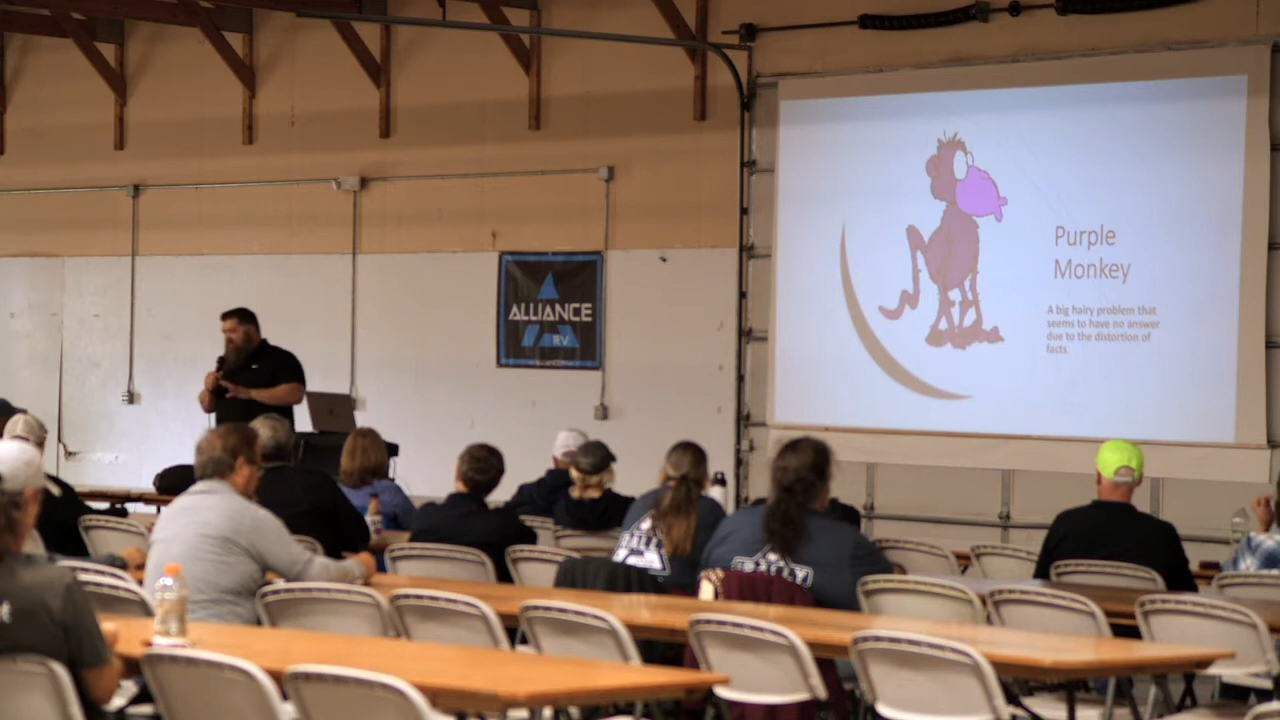 ALLIANCE
RV
Purple
Monkey
A big hairy problem that
seems to have no answer
due to the distortion of
facts.